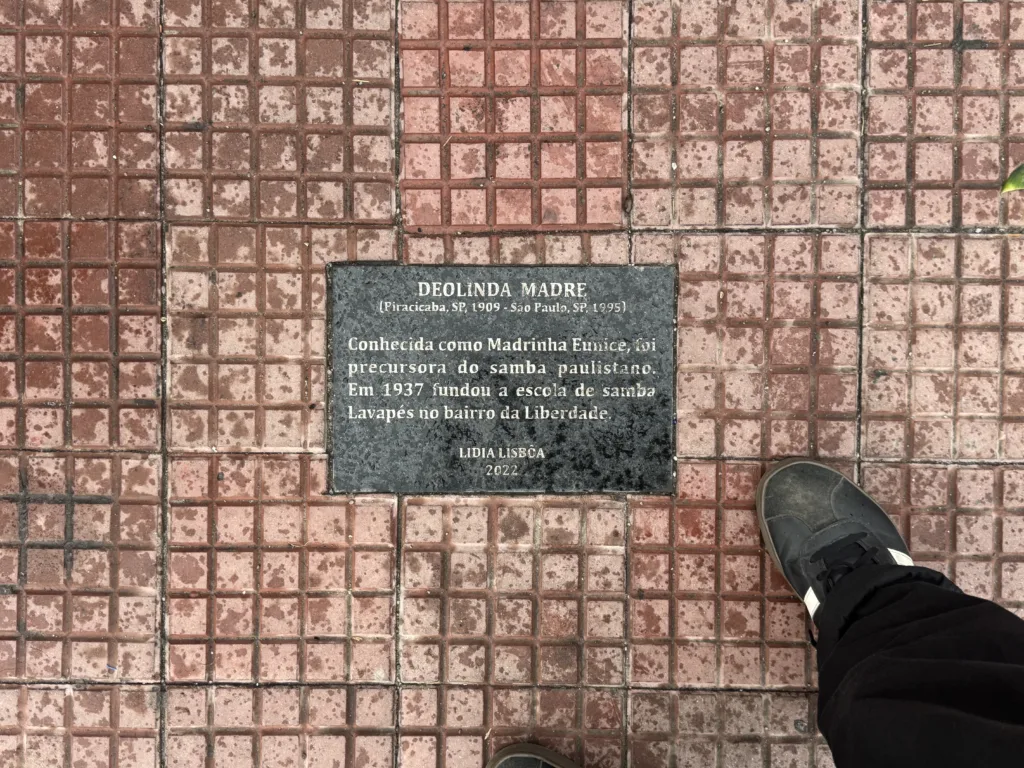 DEOLINDA MADRE
(Piracicaba, SP, 1909 - São Paulo, SP, 1995)
Conhecida como Madrinha Eunice, foi
precursora do samba paulistano.
Em 1937 fundou a escola de samba
Lavapés no bairro da Liberdade.
LIDIA LISBÔA
2022